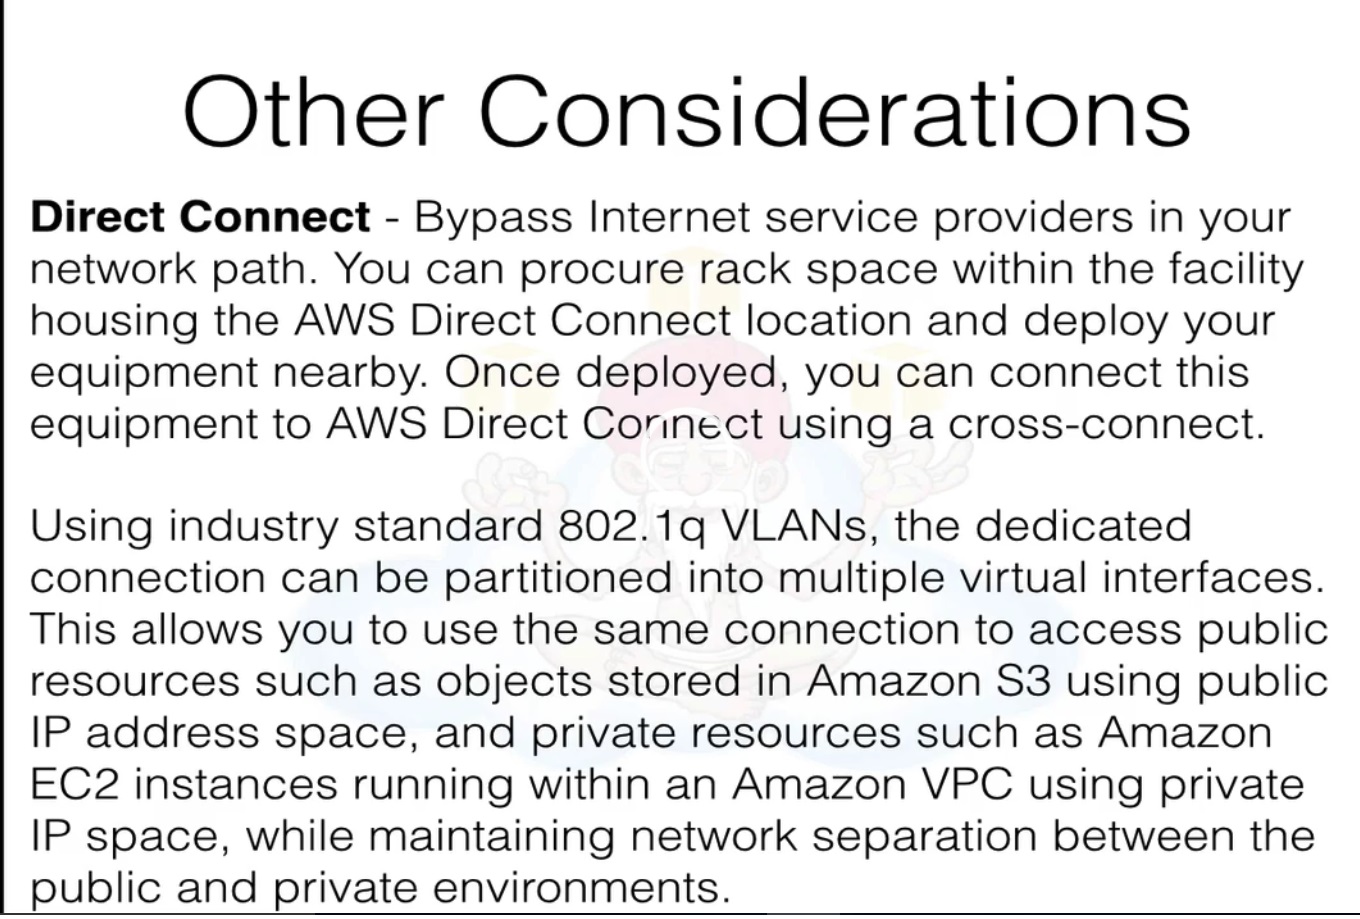 Other Considerations
Direct Connect - Bypass Internet service providers in your
network path. You can procure rack space within the facility
housing the AWS Direct Connect location and deploy your
equipment nearby. Once deployed, you can connect this
equipment to AWS Direct Connect using a cross-connect.
Using industry standard 802.1q VLANs, the dedicated
connection can be partitioned into multiple virtual interfaces.
This allows you to use the same connection to access public
resources such as objects stored in Amazon S3 using public
IP address space, and private resources such as Amazon
EC2 instances running within an Amazon VPC using private
IP space, while maintaining network separation between the
public and private environments.